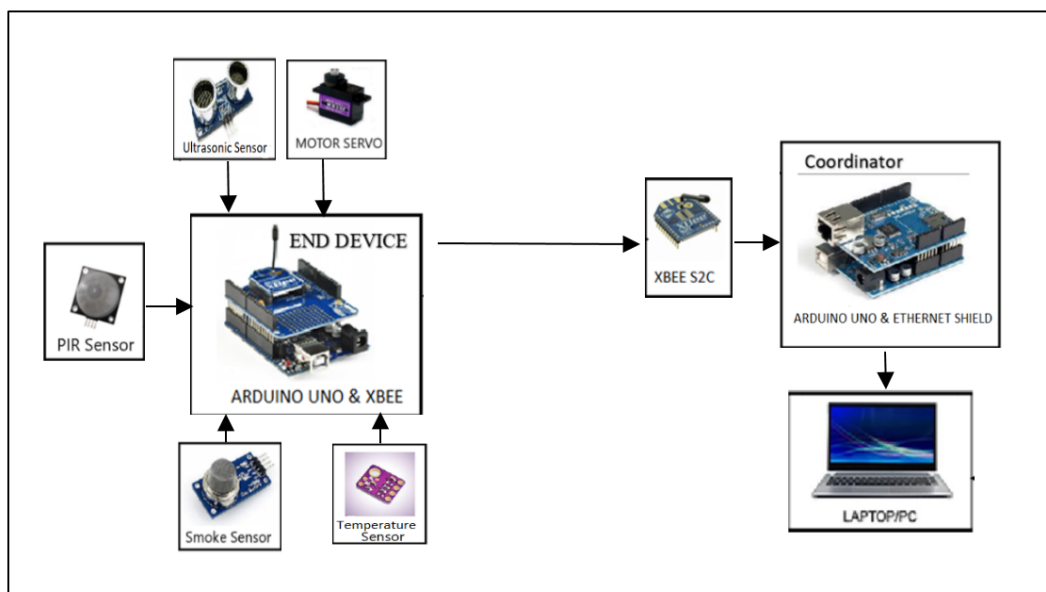 Ultrasonic Sensor
MOTOR SERVO
END DEVICE
PIR Sensor
ARDUINO UNO & XBEE
Smoke Sensor
Temperature
Sensor
XBEE S2C
Coordinator
ARDUINO UNO & ETHERNET SHIELD
LAPTOP/PC